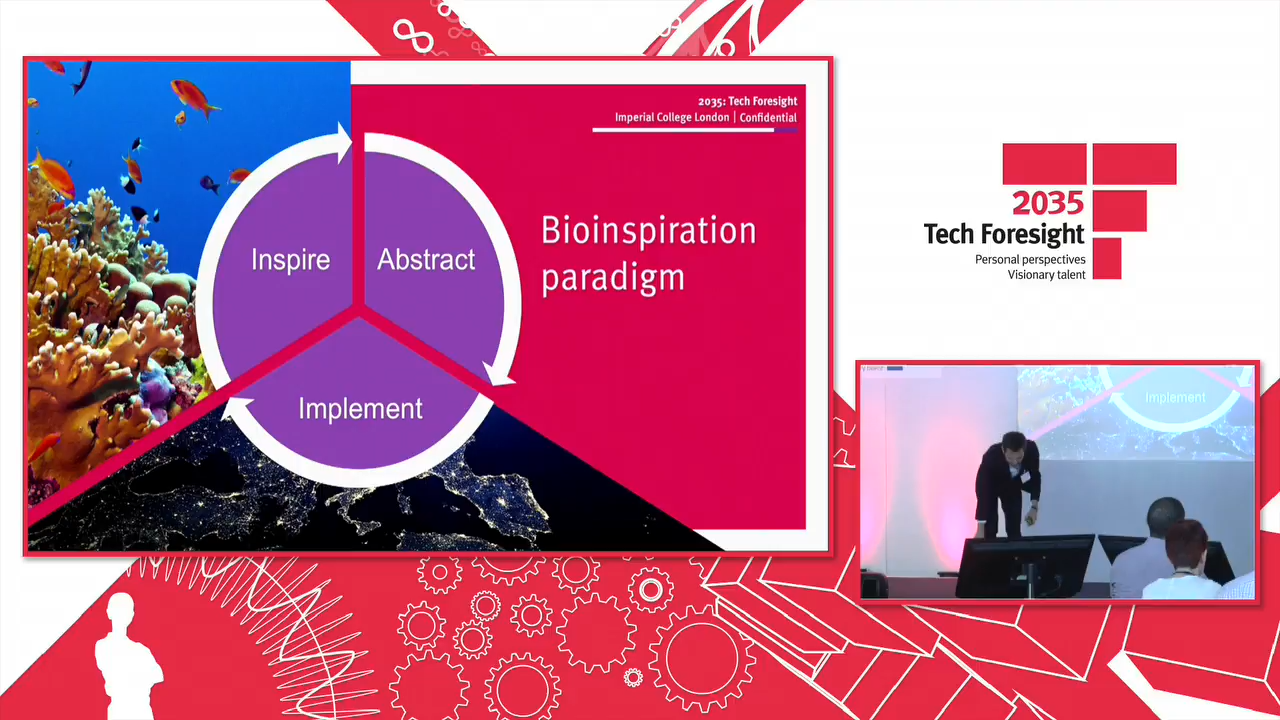 2035: Tech Foresight
Imperial College London | Confidential
Inspire
Abstract
Implement
Bioinspiration
paradigm
2035
Tech Foresight
Personal perspectives
Visionary talent
Implement